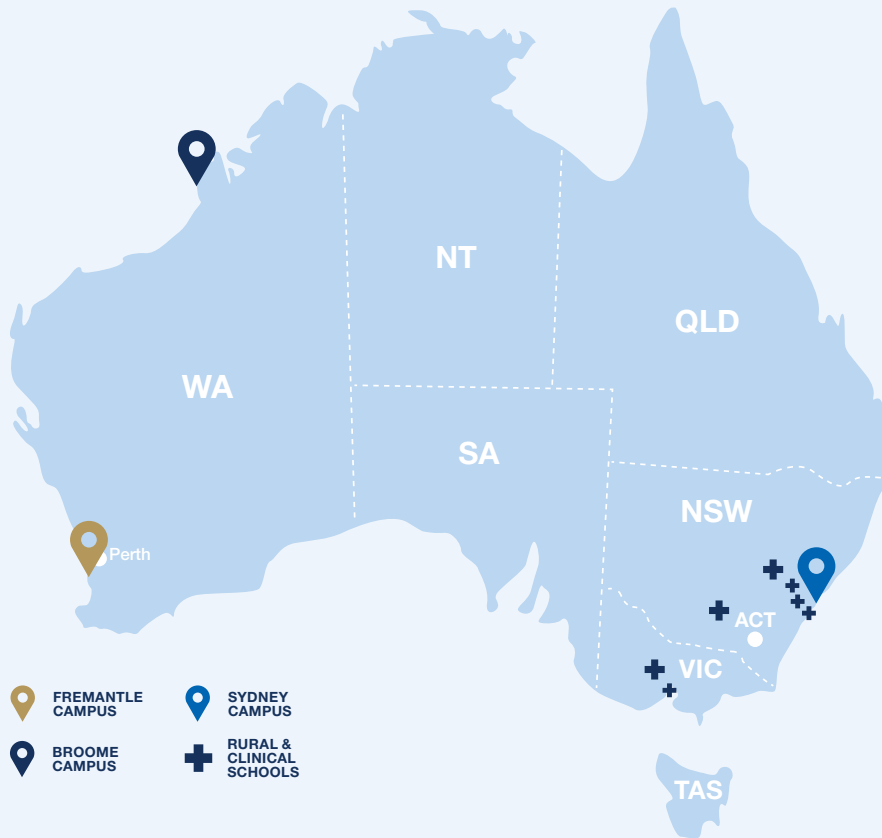 NT
QLD
WA
SA
NSW
Perth
ACT
VIC
FREMANTLE
CAMPUS
SYDNEY
CAMPUS
BROOME
CAMPUS
RURAL &
CLINICAL
SCHOOLS
TAS